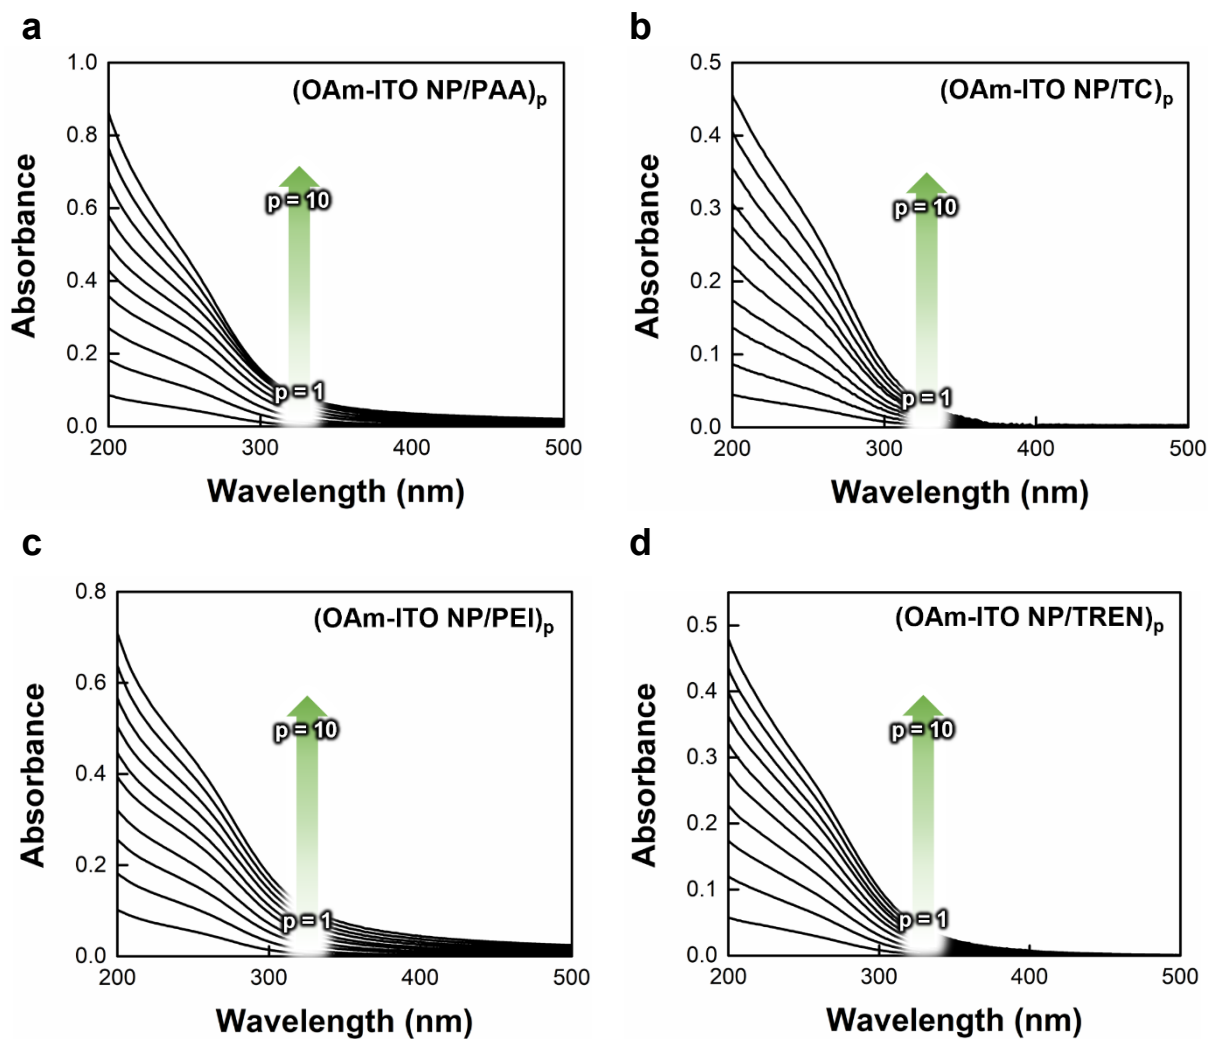 a
(OAm-ITO NP/PAA)p
Absorbance
1.0
0.8
0.6
0.4
0.2
0.0
p = 10
p = 1
200 300 400 500
Wavelength (nm)
b
(OAm-ITO NP/TC)p
Absorbance
0.5
0.4
0.3
0.2
0.1
0.0
p = 10
p = 1
200 300 400 500
Wavelength (nm)
c
(OAm-ITO NP/PEI)p
Absorbance
0.8
0.6
0.4
0.2
0.0
p = 10
p = 1
200 300 400 500
Wavelength (nm)
d
(OAm-ITO NP/TREN)p
Absorbance
0.5
0.4
0.3
0.2
0.1
0.0
p = 10
p = 1
200 300 400 500
Wavelength (nm)